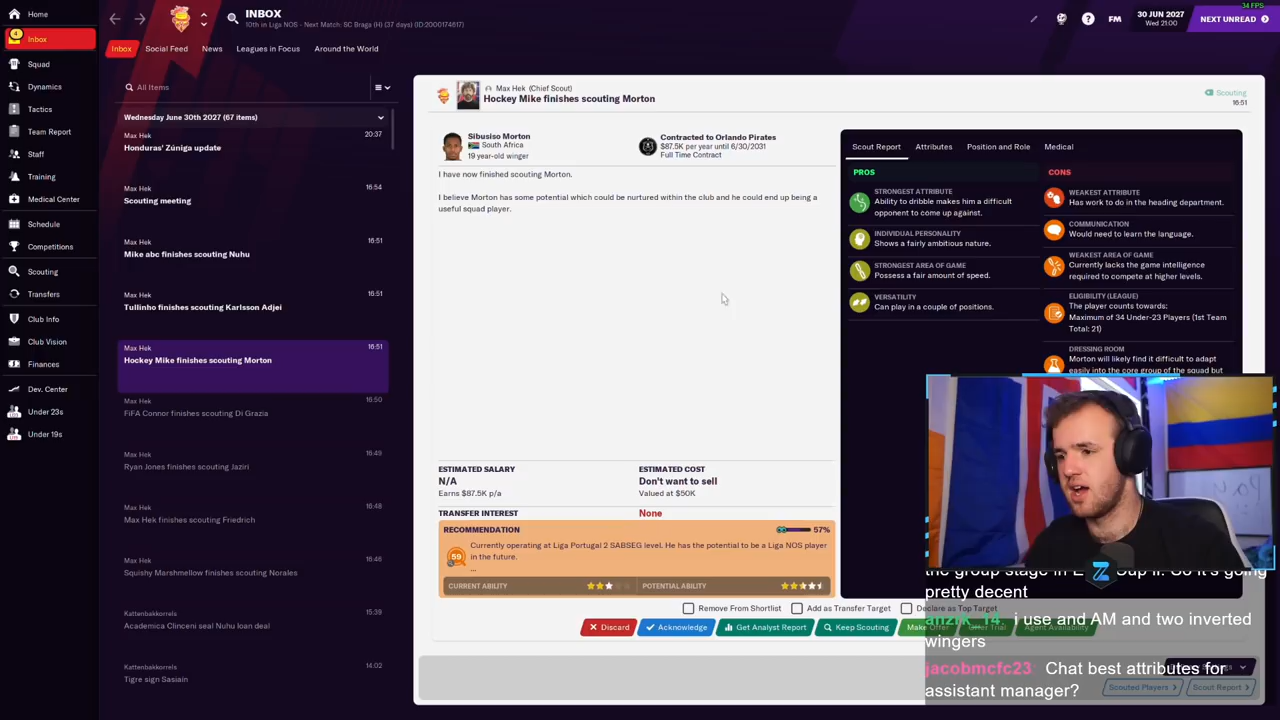 34 FPS
Home
4
Inbox
Squad
Dynamics
Tactics
Team Report
Staff
Training
Medical Center
Schedule
Competitions
Scouting
Transfers
Club Info
Club Vision
Finances
Dev. Center
Under 23s
Under 19s
INBOX
10th in Liga NOS - Next Match: SC Braga (H) (37 days) (ID:2000174617)
FM
30 JUN 2027
Wed 21:00
NEXT UNREAD
Inbox
Social Feed
News
Leagues in Focus
Around the World
All Items
Wednesday June 30th 2027 (67 items)
Max Hek 20:37
Honduras' Zúniga update
Max Hek 16:54
Scouting meeting
Max Hek 16:51
Mike abc finishes scouting Nuhu
Max Hek 16:51
Tullinho finishes scouting Karlsson Adjei
Max Hek 16:51
Hockey Mike finishes scouting Morton
Max Hek 16:50
FiFA Connor finishes scouting Di Grazia
Max Hek 16:49
Ryan Jones finishes scouting Jaziri
Max Hek 16:48
Max Hek finishes scouting Friedrich
Max Hek 16:46
Squishy Marshmellow finishes scouting Norales
Kattenbakkorrels 15:39
Academica Clinceni seal Nuhu loan deal
Kattenbakkorrels 14:02
Tigre sign Sasiain
Max Hek (Chief Scout)
Hockey Mike finishes scouting Morton
Scouting
16:51
Sibusiso Morton
South Africa
19 year-old winger
Contracted to Orlando Pirates
$87.5K per year until 6/30/2031
Full Time Contract
I have now finished scouting Morton.
I believe Morton has some potential which could be nurtured within the club and he could end up being a
useful squad player.
ESTIMATED SALARY
N/A
Earns $87.5K p/a
ESTIMATED COST
Don't want to sell
Valued at $50K
TRANSFER INTEREST None
RECOMMENDATION 57%
59
Currently operating at Liga Portugal 2 SABSEG level. He has the potential to be a Liga NOS player
in the future.
...
CURRENT ABILITY
POTENTIAL ABILITY
Scout Report
Attributes
Position and Role
Medical
PROS
STRONGEST ATTRIBUTE
Ability to dribble makes him a difficult
opponent to come up against.
INDIVIDUAL PERSONALITY
Shows a fairly ambitious nature.
STRONGEST AREA OF GAME
Possess a fair amount of speed.
VERSATILITY
Can play in a couple of positions.
CONS
WEAKEST ATTRIBUTE
Has work to do in the heading department.
COMMUNICATION
Would need to learn the language.
WEAKEST AREA OF GAME
Currently lacks the game intelligence
required to compete at higher levels.
ELIGIBILITY (LEAGUE)
The player counts towards:
Maximum of 34 Under-23 Players (1st Team
Total: 21)
DRESSING ROOM
Morton will likely find it difficult to adapt
easily into the core group of the squad but
Remove From Shortlist
Add as Transfer Target
Declare as Top Target
Discard
Acknowledge
Get Analyst Report
Keep Scouting
Make Offer
Offer Trial
Agent Availability
Scouted Players
Scout Report
pretty decent
i use and AM and two inverted
wingers
jacobmcfc23 Chat best attributes for
assistant manager?